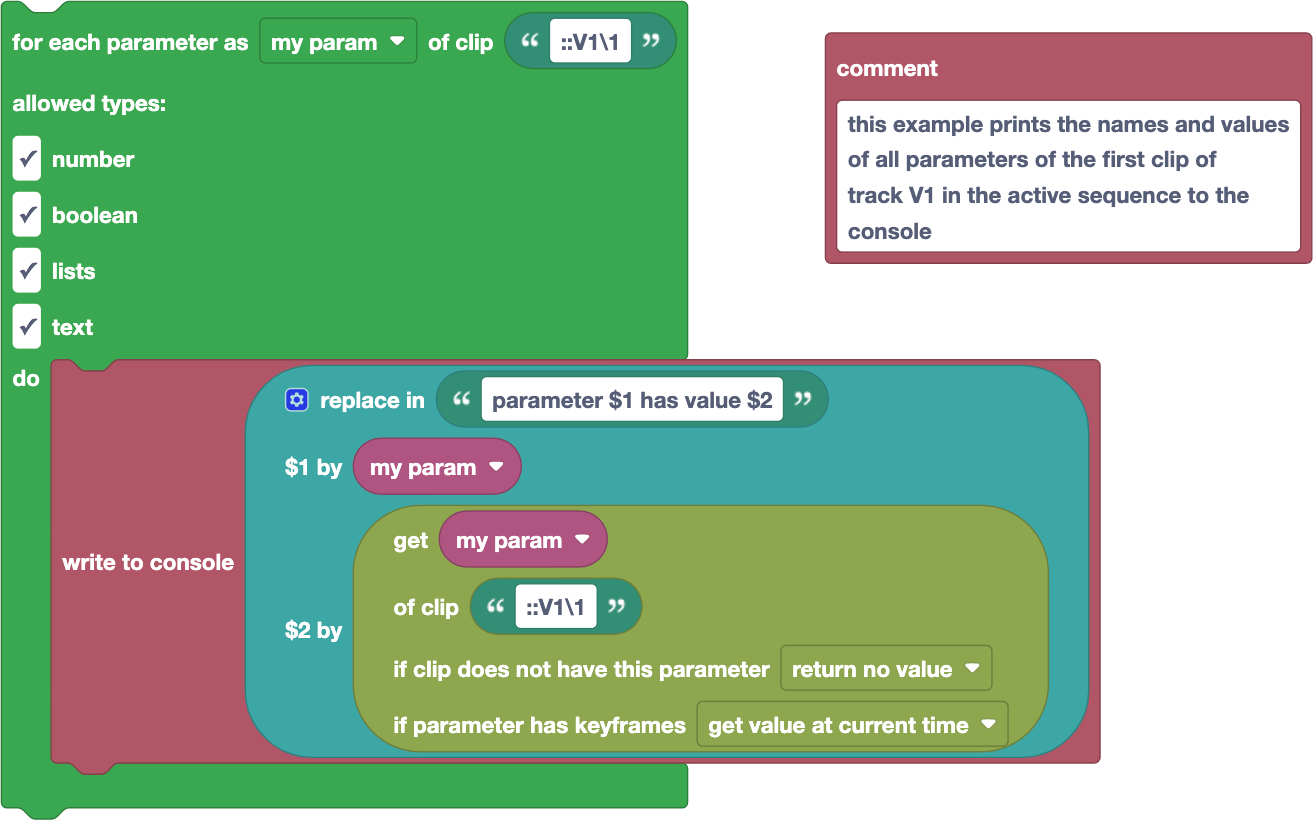 for each parameter as my param of clip “ ::V1\1 ”
allowed types:
number
boolean
lists
text
do
write to console
replace in “ parameter $1 has value $2 ”
$1 by my param
$2 by
get my param
of clip “ ::V1\1 ”
if clip does not have this parameter return no value
if parameter has keyframes get value at current time
comment
this example prints the names and values
of all parameters of the first clip of
track V1 in the active sequence to the
console